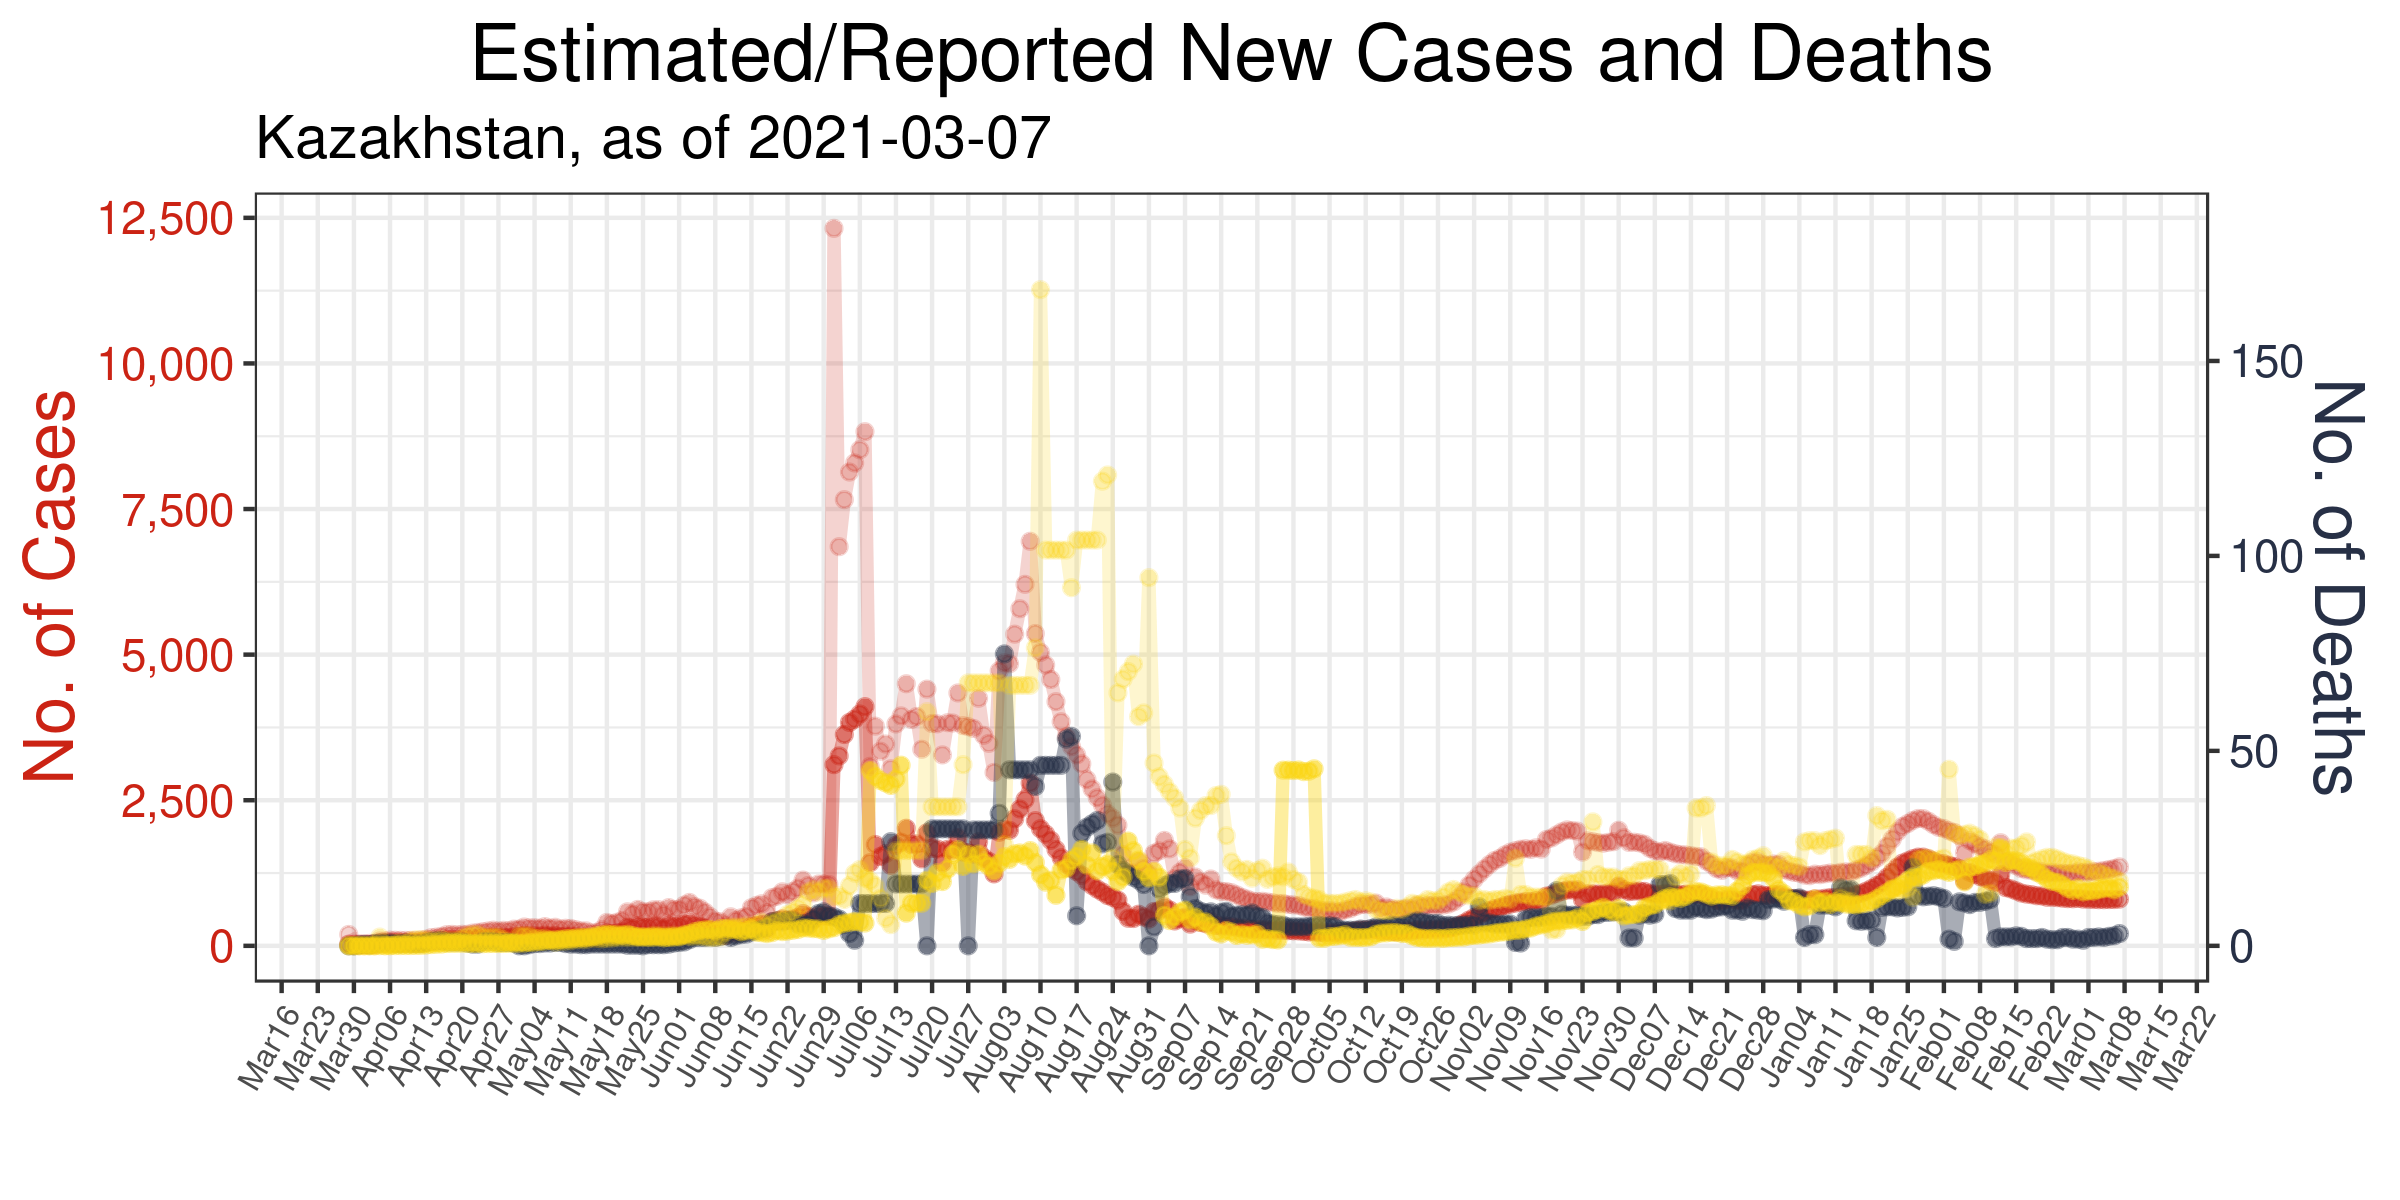 Estimated/Reported New Cases and Deaths
Kazakhstan, as of 2021-03-07
No. of Cases
12,500
10,000
7,500
5,000
2,500
0
150
100
50
0
No. of Deaths
Mar16
Mar23
Mar30
Apr06
Apr13
Apr20
Apr27
May04
May11
May18
May25
Jun01
Jun08
Jun15
Jun22
Jun29
Jul06
Jul13
Jul20
Jul27
Aug03
Aug10
Aug17
Aug24
Aug31
Sep07
Sep14
Sep21
Sep28
Oct05
Oct12
Oct19
Oct26
Nov02
Nov09
Nov16
Nov23
Nov30
Dec07
Dec14
Dec21
Dec28
Jan04
Jan11
Jan18
Jan25
Feb01
Feb08
Feb15
Feb22
Mar01
Mar08
Mar15
Mar22